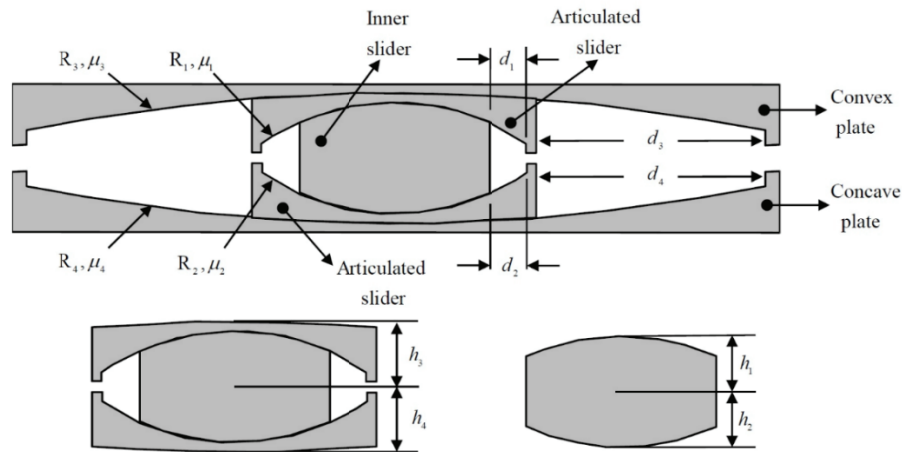 Inner
slider
Articulated
slider
d₁
R₃, μ₃
R₁, μ₁
Convex
plate
d₃
d₄
Concave
plate
R₄, μ₄
R₂, μ₂
Articulated
slider
d₂
h₃
h₄
h₁
h₂